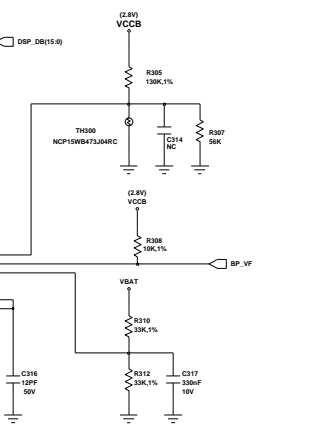 (2.8V)
VCCB
DSP_DB(15:0)
R305
130K,1%
TH300
NCP15WB473J04RC
C314
NC
R307
56K
(2.8V)
VCCB
R308
10K,1%
BP_VF
VBAT
R310
33K,1%
C316
12PF
50V
R312
33K,1%
C317
330nF
10V